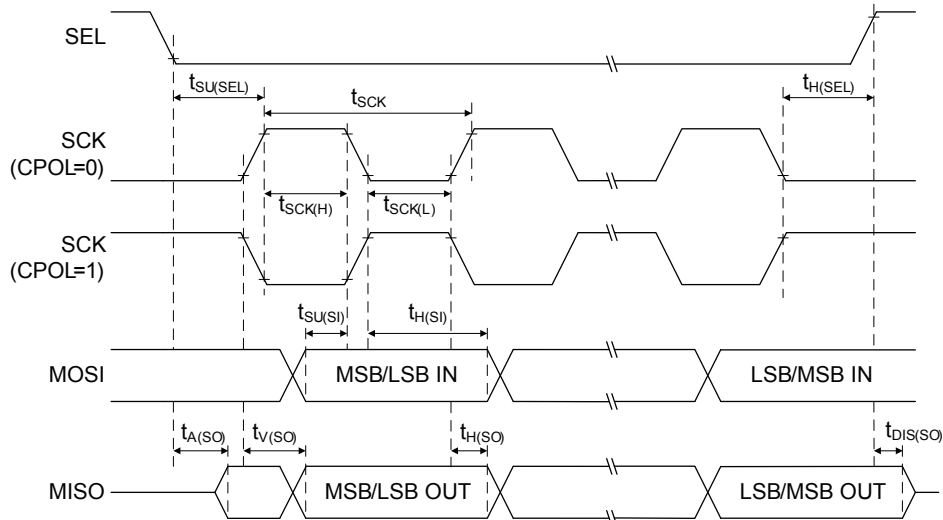 SEL
tSU(SEL)
tSCK
tH(SEL)
SCK
(CPOL=0)
tSCK(H)
tSCK(L)
SCK
(CPOL=1)
tSU(SI)
tH(SI)
MOSI
MSB/LSB IN
LSB/MSB IN
tA(SO)
tV(SO)
tH(SO)
tDIS(SO)
MISO
MSB/LSB OUT
LSB/MSB OUT